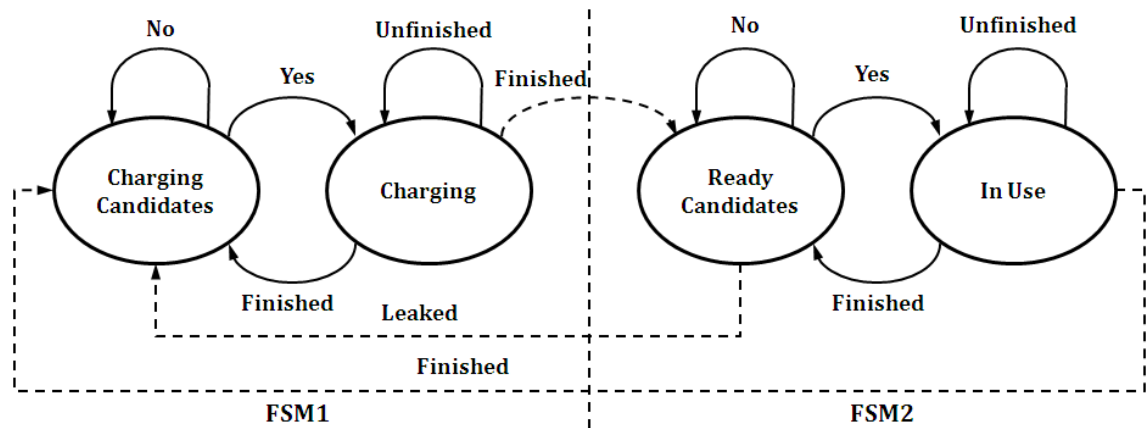 No
Unfinished
Yes
Finished
No
Unfinished
Yes
Charging
Candidates
Charging
Ready
Candidates
In Use
Finished
Leaked
Finished
Finished
FSM1
FSM2